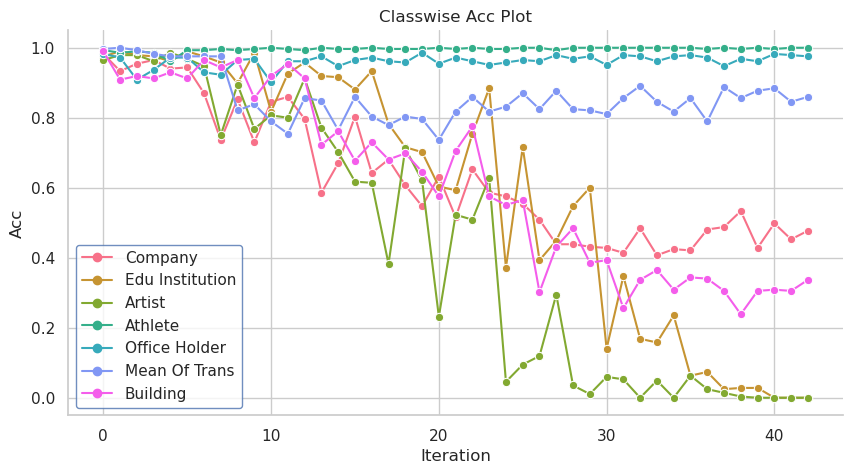 Classwise Acc Plot
Acc
1.0
0.8
0.6
0.4
0.2
0.0
Company
Edu Institution
Artist
Athlete
Office Holder
Mean Of Trans
Building
0
10
20
30
40
Iteration